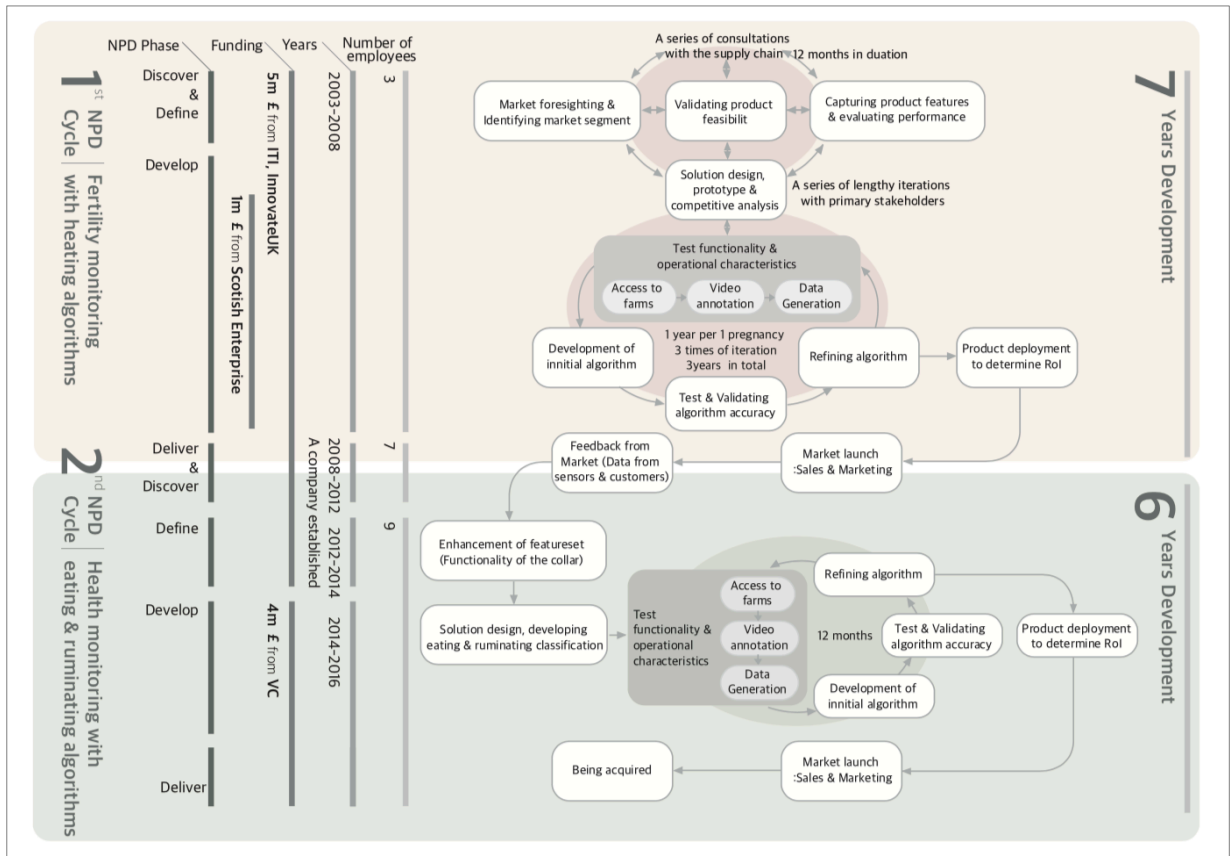 NPD Phase
Funding
Years
Number of
employees
1st NPD
Cycle
Fertility monitoring
with heating algorithms
Discover
&
Define
Develop
5m £ from ITI, InnovateUK
1m £ from Scotish Enterprise
2003-2008
3
A series of consultations
with the supply chain
12 months in duation
Market foresighting &
Identifying market segment
Validating product
feasibilit
Capturing product features
& evaluating performance
Solution design,
prototype &
competitive analysis
A series of lengthy iterations
with primary stakeholders
Test functionality &
operational characteristics
Access to
farms
Video
annotation
Data
Generation
1 year per 1 pregnancy
3 times of iteration
3years in total
Development of
innitial algorithm
Test & Validating
algorithm accuracy
Refining algorithm
Product deployment
to determine RoI
7 Years Development
Deliver
&
Discover
2008-2012
A company established
7
Feedback from
Market (Data from
sensors & customers)
Market launch
:Sales & Marketing
2nd NPD
Cycle
Health monitoring with
eating & ruminating algorithms
Define
Develop
Deliver
4m £ from VC
2012-2014
2014-2016
9
Enhancement of featureset
(Functionality of the collar)
Solution design, developing
eating & ruminating classification
Test
functionality &
operational
characteristics
Access to
farms
Video
annotation
Data
Generation
12 months
Refining algorithm
Test & Validating
algorithm accuracy
Development of
innitial algorithm
Product deployment
to determine RoI
Market launch
:Sales & Marketing
Being acquired
6 Years Development